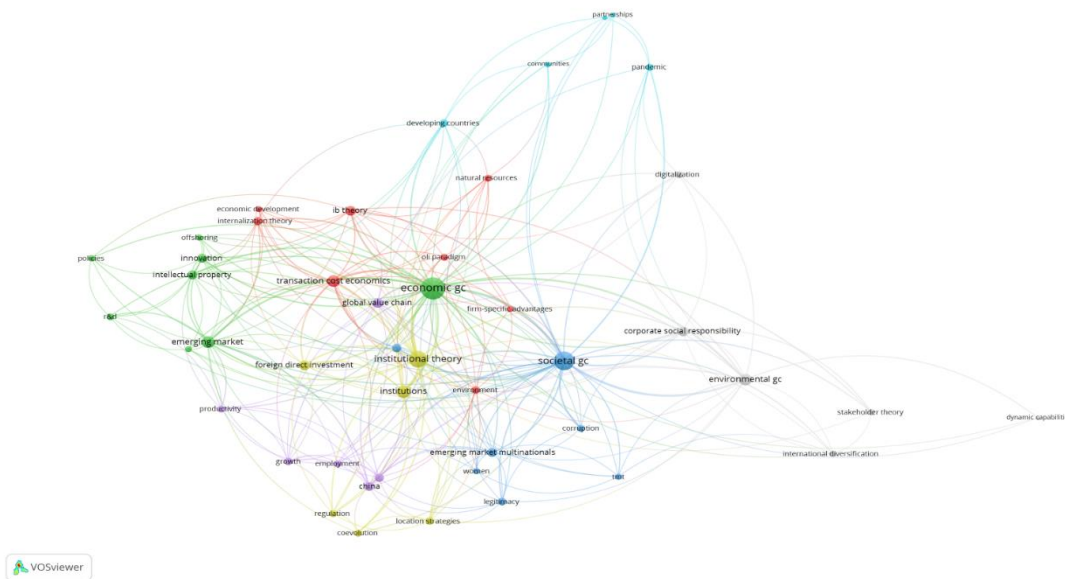 partnerships
communities
pandemic
developing countries
digitalization
natural resources
economic development
ib theory
internalization theory
offshoring
policies
innovation
oli paradigm
intellectual property
transaction cost economics
economic gc
global value chain
firm-specific advantages
r&d
corporate social responsibility
emerging market
institutional theory
societal gc
foreign direct investment
environmental gc
institutions
environment
productivity
stakeholder theory
dynamic capabiliti
corruption
emerging market multinationals
international diversification
growth
employment
women
china
legitimacy
regulation
location strategies
coevolution
VOSviewer